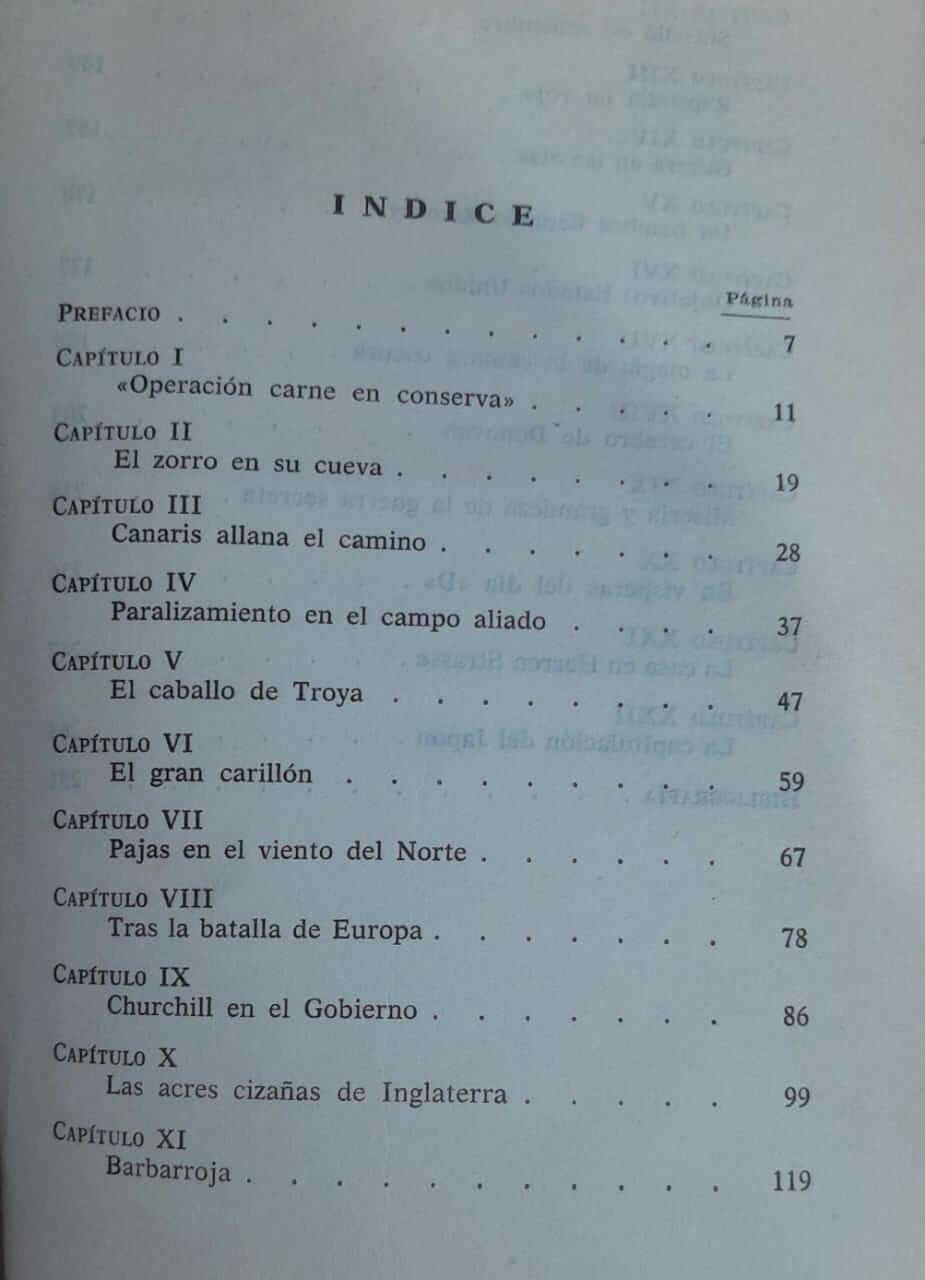 INDICE
Página
PREFACIO . . . . . . . . . . . . . 7
CAPÍTULO I
«Operación carne en conserva» . . . . . 11
CAPÍTULO II
El zorro en su cueva . . . . . . . . 19
CAPÍTULO III
Canaris allana el camino . . . . . . . 28
CAPÍTULO IV
Paralizamiento en el campo aliado . . . . 37
CAPÍTULO V
El caballo de Troya . . . . . . . . 47
CAPÍTULO VI
El gran carillón . . . . . . . . . 59
CAPÍTULO VII
Pajas en el viento del Norte . . . . . . 67
CAPÍTULO VIII
Tras la batalla de Europa . . . . . . . 78
CAPÍTULO IX
Churchill en el Gobierno . . . . . . . 86
CAPÍTULO X
Las acres cizañas de Inglaterra . . . . . 99
CAPÍTULO XI
Barbarroja . . . . . . . . . . . 119